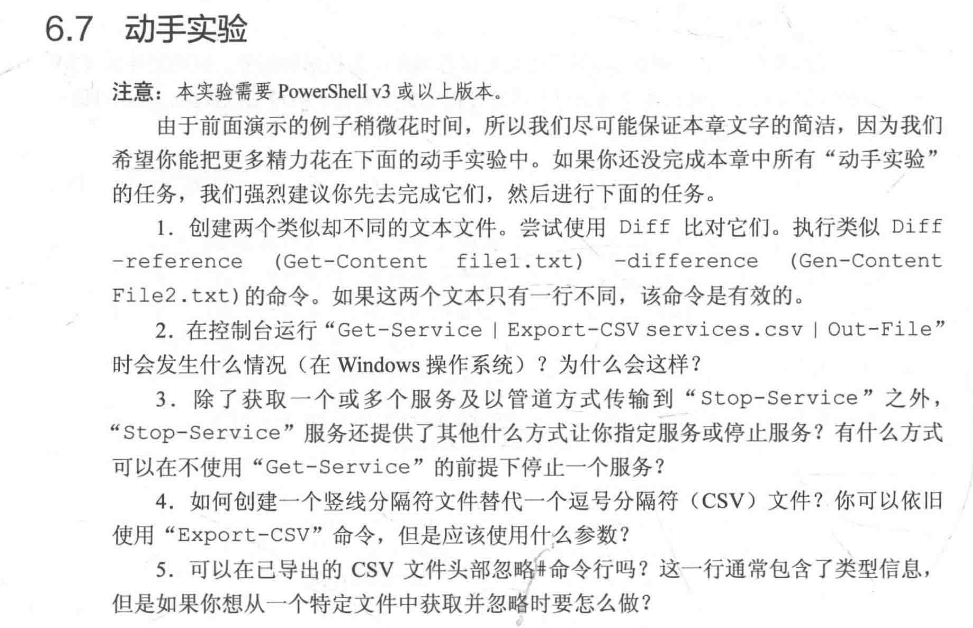 6.7 动手实验
注意：本实验需要 PowerShell v3 或以上版本。
由于前面演示的例子稍微花时间，所以我们尽可能保证本章文字的简洁，因为我们
希望你能把更多精力花在下面的动手实验中。如果你还没完成本章中所有“动手实验”
的任务，我们强烈建议你先去完成它们，然后进行下面的任务。
1．创建两个类似却不同的文本文件。尝试使用 Diff 比对它们。执行类似 Diff
-reference (Get-Content file1.txt) -difference (Gen-Content
File2.txt)的命令。如果这两个文本只有一行不同，该命令是有效的。
2．在控制台运行“Get-Service | Export-CSV services.csv | Out-File”
时会发生什么情况（在 Windows 操作系统）？为什么会这样？
3．除了获取一个或多个服务及以管道方式传输到“Stop-Service”之外，
“Stop-Service”服务还提供了其他什么方式让你指定服务或停止服务？有什么方式
可以在不使用“Get-Service”的前提下停止一个服务？
4．如何创建一个竖线分隔符文件替代一个逗号分隔符（CSV）文件？你可以依旧
使用“Export-CSV”命令，但是应该使用什么参数？
5．可以在已导出的 CSV 文件头部忽略#命令行吗？这一行通常包含了类型信息，
但是如果你想从一个特定文件中获取并忽略时要怎么做？